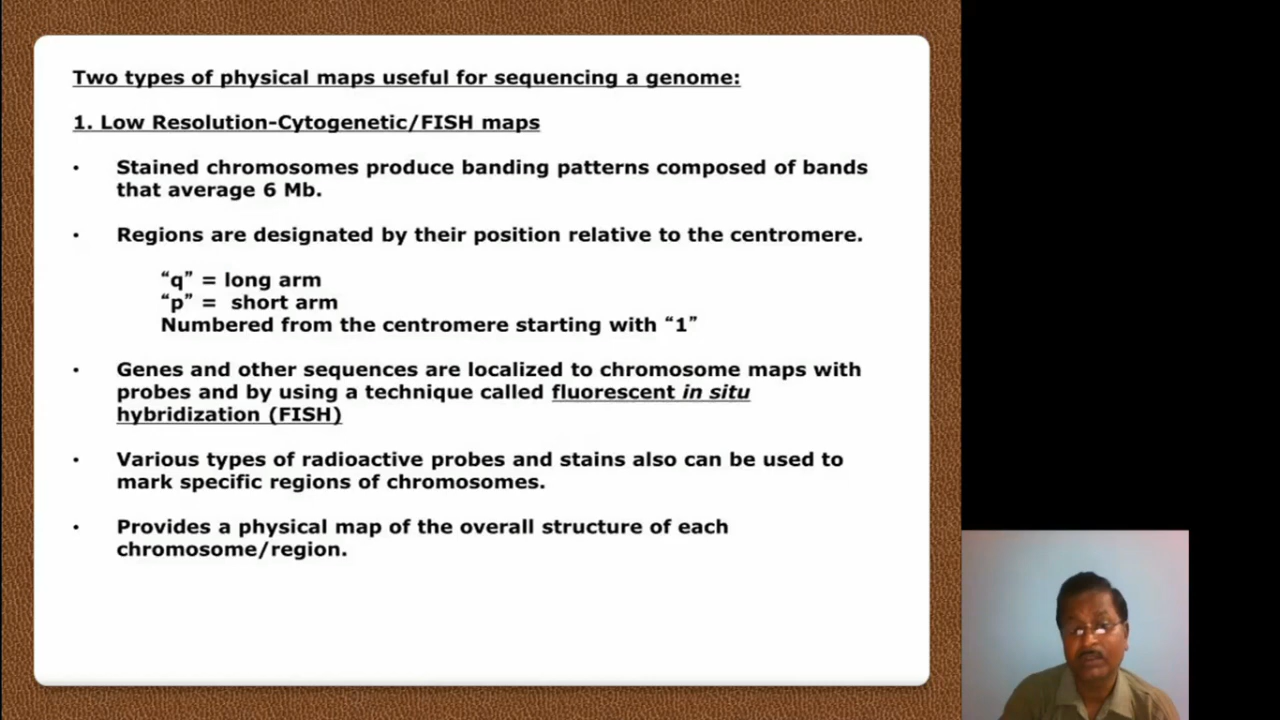 Two types of physical maps useful for sequencing a genome:
1. Low Resolution-Cytogenetic/FISH maps
• Stained chromosomes produce banding patterns composed of bands
that average 6 Mb.
• Regions are designated by their position relative to the centromere.
“q” = long arm
“p” = short arm
Numbered from the centromere starting with “1”
• Genes and other sequences are localized to chromosome maps with
probes and by using a technique called fluorescent in situ
hybridization (FISH)
• Various types of radioactive probes and stains also can be used to
mark specific regions of chromosomes.
• Provides a physical map of the overall structure of each
chromosome/region.